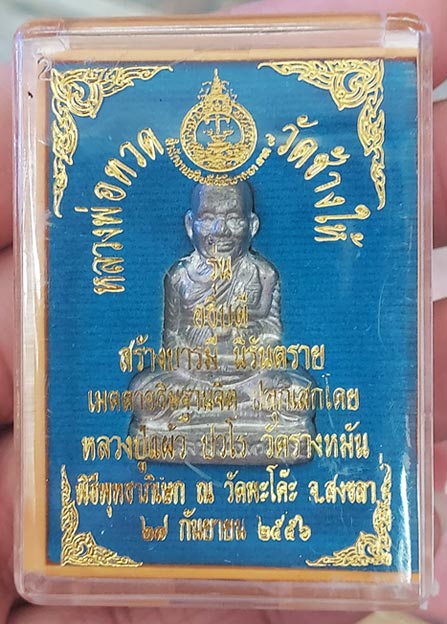 หลวงพ่อทวด วัดช้างให้
รุ่น
อธิบดี
สร้างบารมี นิรันตราย
เมตตาอธิษฐานจิต ปลุกเสกโดย
หลวงปู่แผ้ว ปวโร วัดรางหมัน
พิธีพุทธาภิเษก ณ วัดมะโค๊ะ จ.สงขลา
๒๗ กันยายน ๒๕๕๖